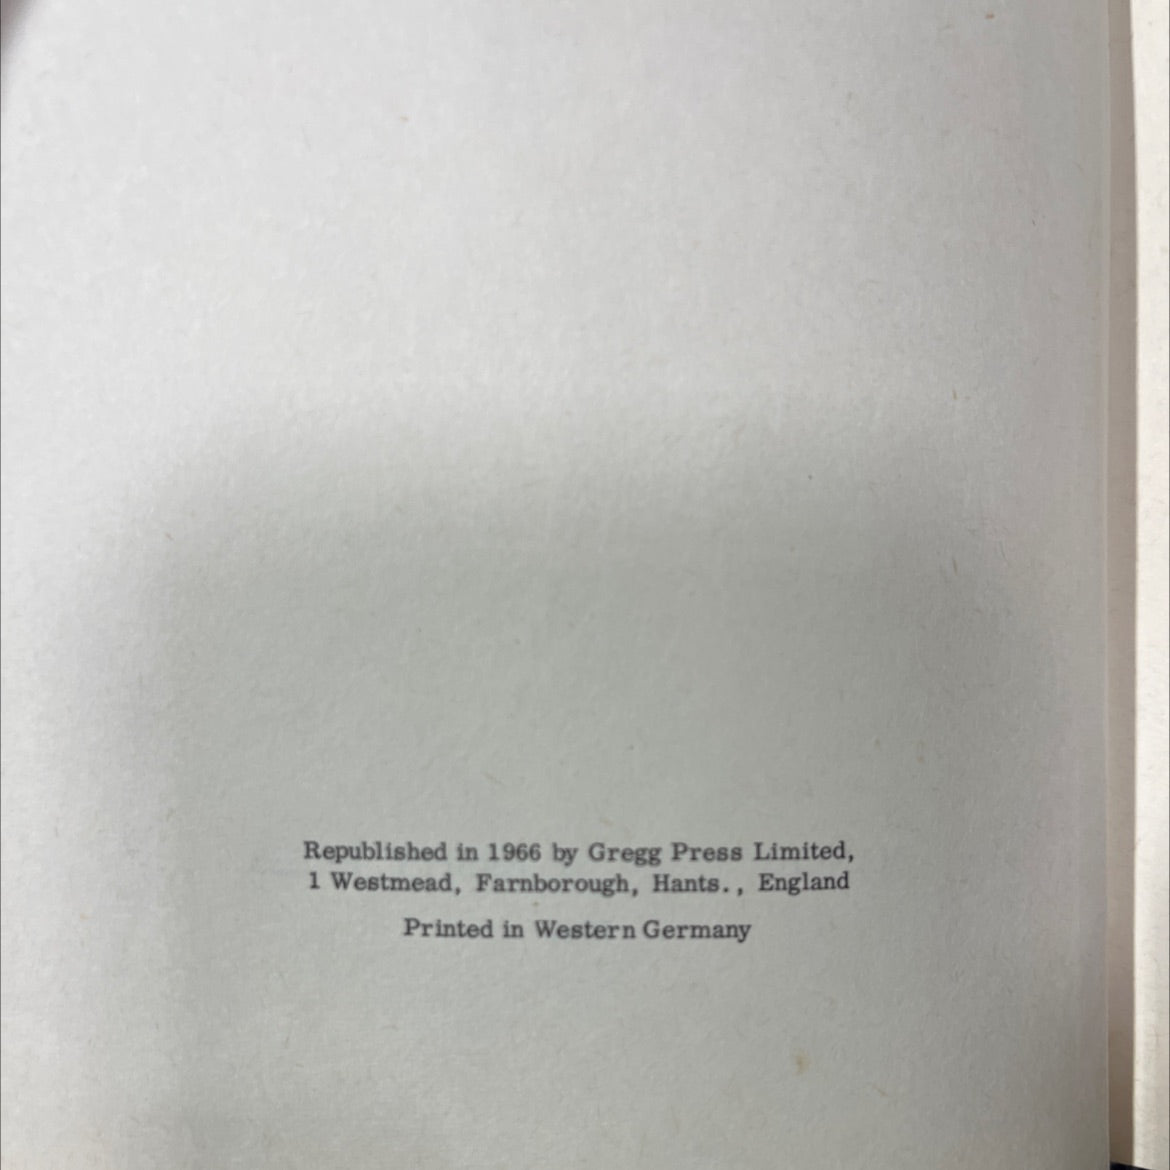 Republished in 1966 by Gregg Press Limited,
1 Westmead, Farnborough, Hants., England
Printed in Western Germany